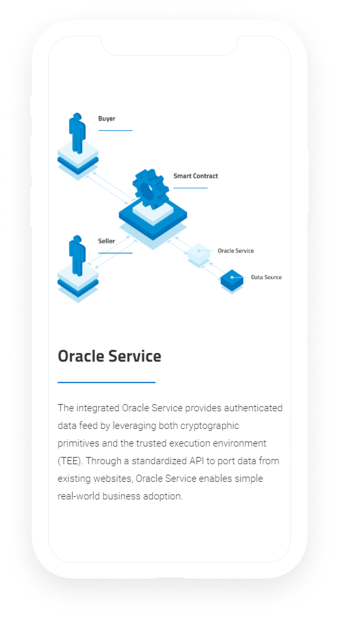 Buyer
Smart Contract
Seller
Oracle Service
Data Source
Oracle Service
The integrated Oracle Service provides authenticated
data feed by leveraging both cryptographic
primitives and the trusted execution environment
(TEE). Through a standardized API to port data from
existing websites, Oracle Service enables simple
real-world business adoption.